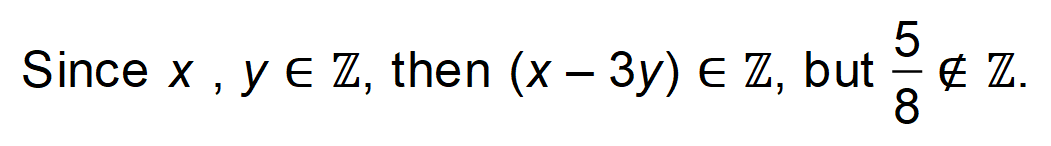 Since x , y ∈ ℤ, then (x – 3y) ∈ ℤ, but 5/8 ∉ ℤ.